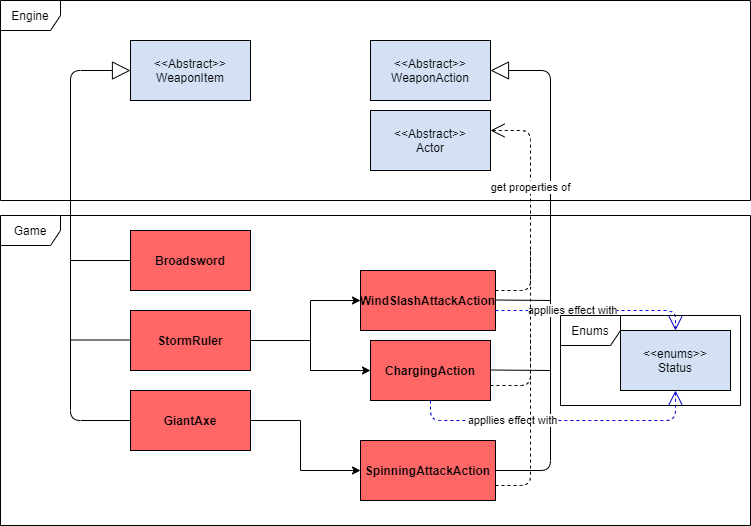 Engine
<<Abstract>>
WeaponItem
<<Abstract>>
WeaponAction
<<Abstract>>
Actor
get properties of
Game
Broadsword
WindSlashAttackAction
appllies effect with
StormRuler
Enums
<<enums>>
Status
ChargingAction
GiantAxe
appllies effect with
SpinningAttackAction